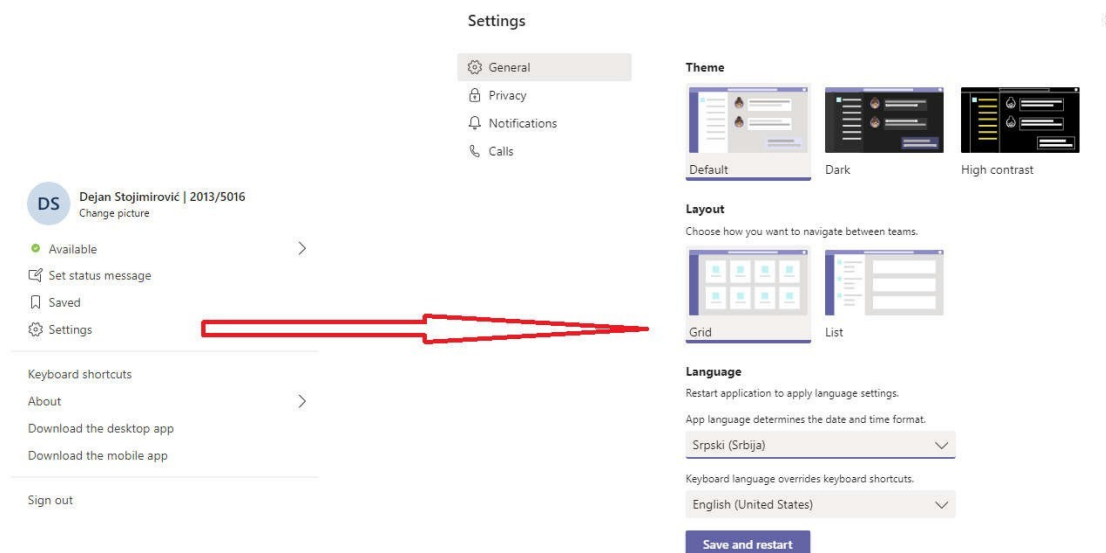 DS
Dejan Stojimirović | 2013/5016
Change picture
Available
Set status message
Saved
Settings
Keyboard shortcuts
About
Download the desktop app
Download the mobile app
Sign out
Settings
General
Privacy
Notifications
Calls
Theme
Default
Dark
High contrast
Layout
Choose how you want to navigate between teams.
Grid
List
Language
Restart application to apply language settings.
App language determines the date and time format.
Srpski (Srbija)
Keyboard language overrides keyboard shortcuts.
English (United States)
Save and restart